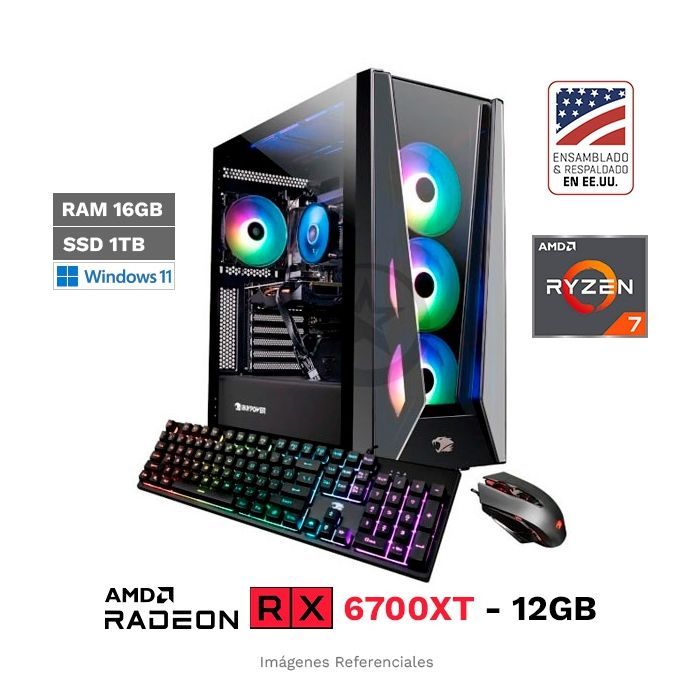 ENSAMBLADO
& RESPALDADO
EN EE.UU.
RAM 16GB
SSD 1TB
Windows 11
AMD
RYZEN
7
iBUYPOWER
AMD
RADEON RX 6700XT - 12GB
Imágenes Referenciales